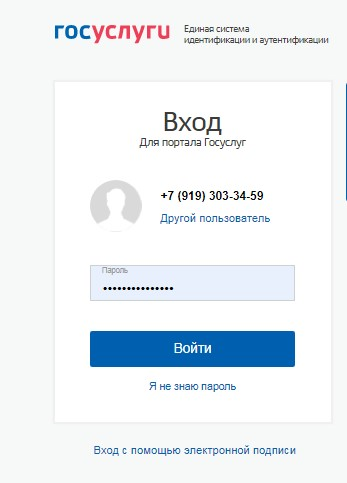 госуслуги
Единая система
идентификации и аутентификации
Вход
Для портала Госуслуг
+7 (919) 303-34-59
Другой пользователь
Пароль
•••••••••••••••
Войти
Я не знаю пароль
Вход с помощью электронной подписи